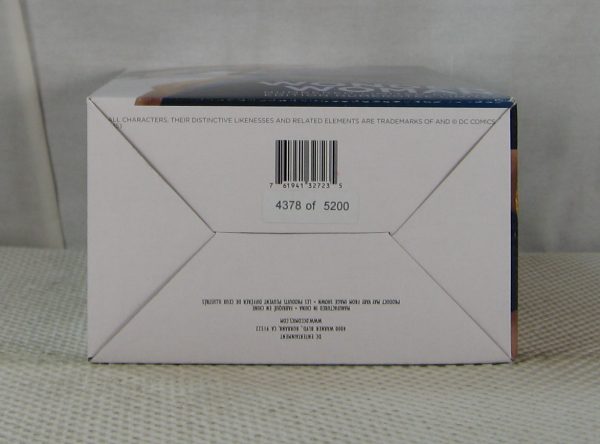 WOMAN
ALL CHARACTERS, THEIR DISTINCTIVE LIKENESSES AND RELATED ELEMENTS ARE TRADEMARKS OF AND © DC COMICS
7 61941 32723 5
4378 of 5200
DC ENTERTAINMENT
4000 WARNER BLVD., BURBANK, CA 91522
WWW.DCCOMICS.COM
MANUFACTURED IN CHINA • FABRIQUÉ EN CHINE
PRODUCT MAY VARY FROM IMAGE SHOWN • LES PRODUITS PEUVENT DIFFÉRER DE CEUX ILLUSTRÉS